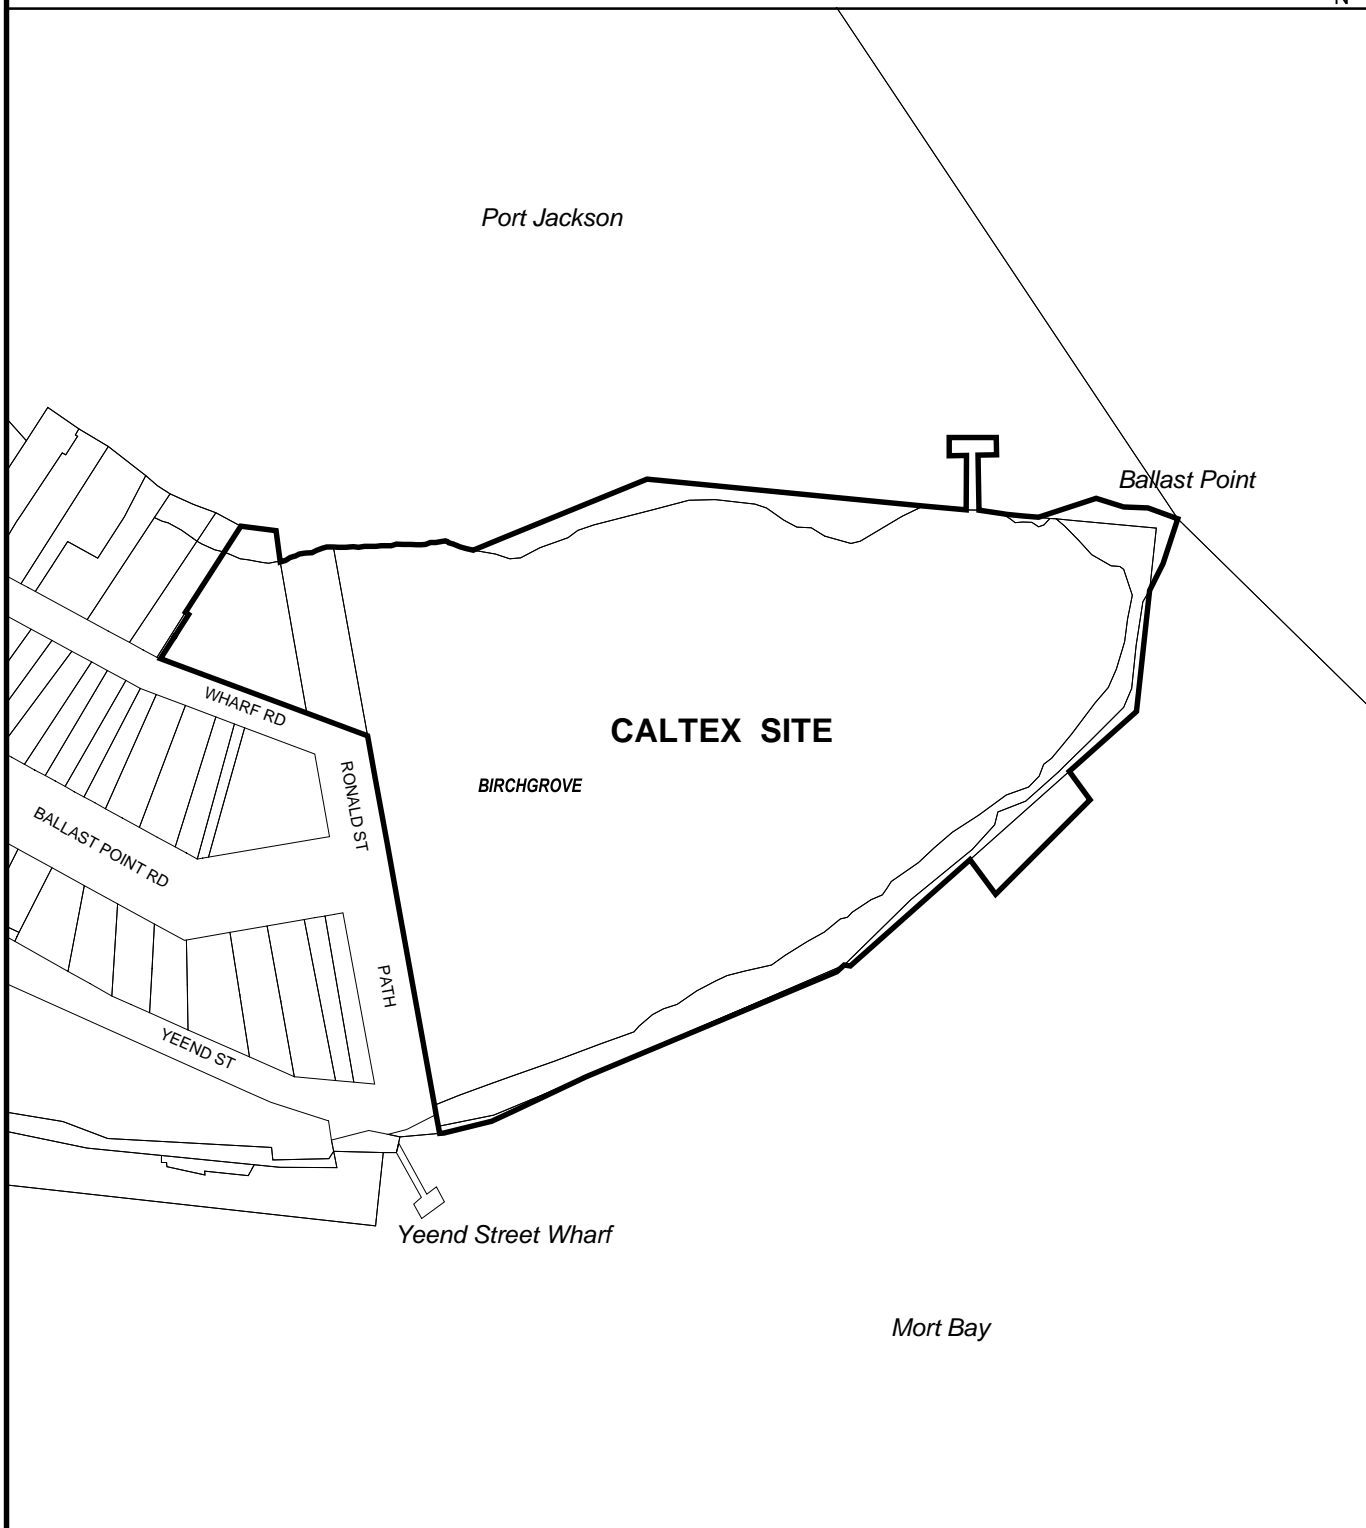 N
Port Jackson
Ballast Point
WHARF RD
CALTEX SITE
RONALD ST
BIRCHGROVE
BALLAST POINT RD
PATH
YEEND ST
Yeend Street Wharf
Mort Bay